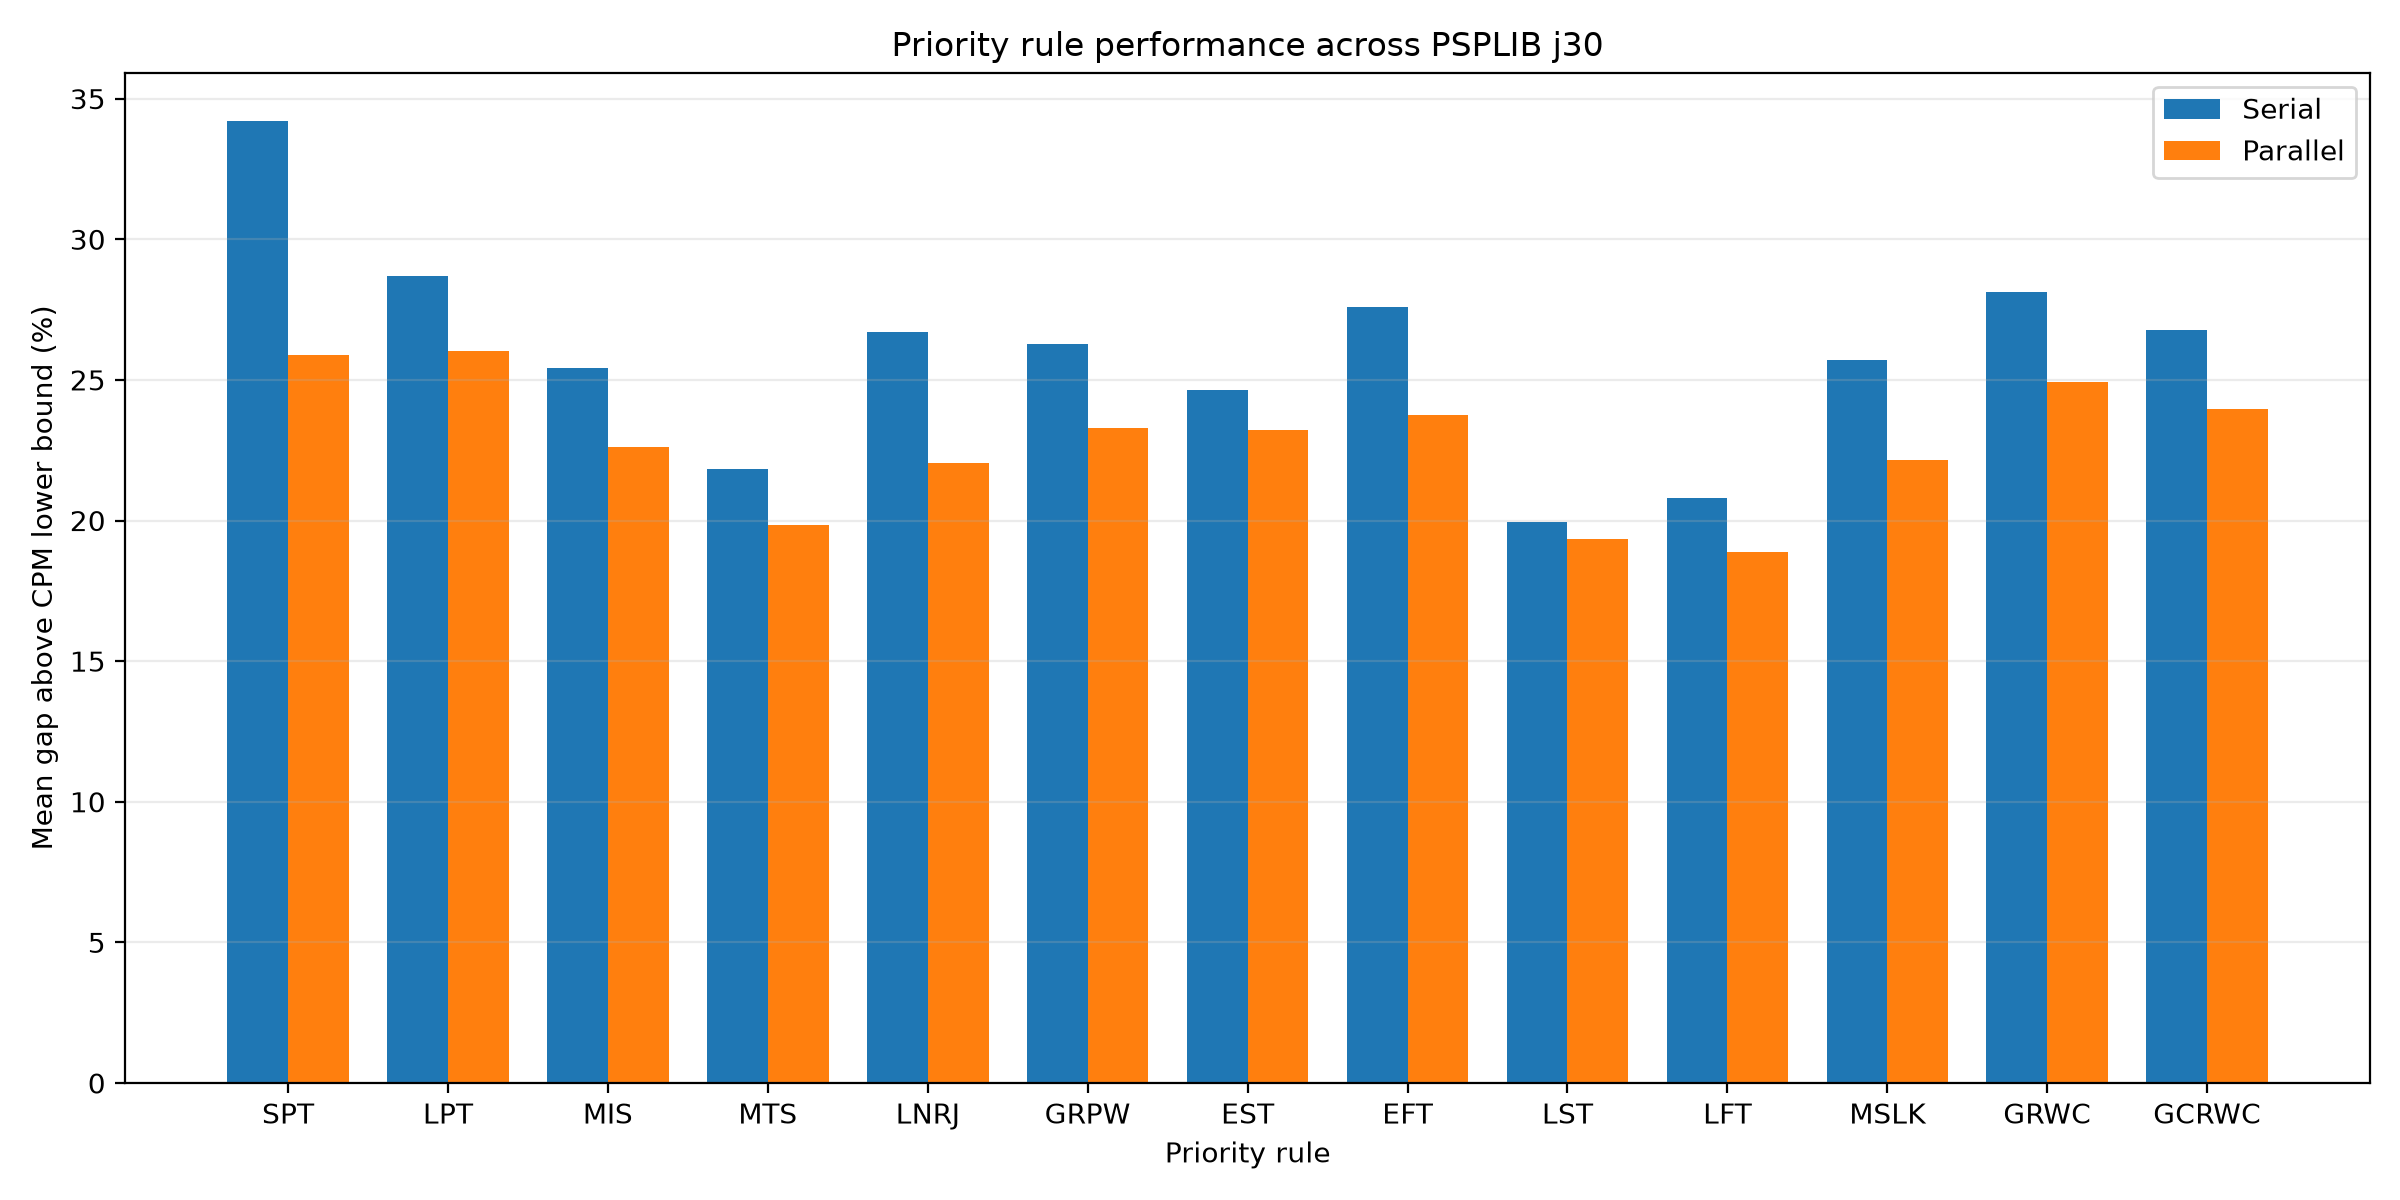 Priority rule performance across PSPLIB j30
Serial
Parallel
Mean gap above CPM lower bound (%)
35
30
25
20
15
10
5
0
SPT LPT MIS MTS LNRJ GRPW EST EFT LST LFT MSLK GRWC GCRWC
Priority rule